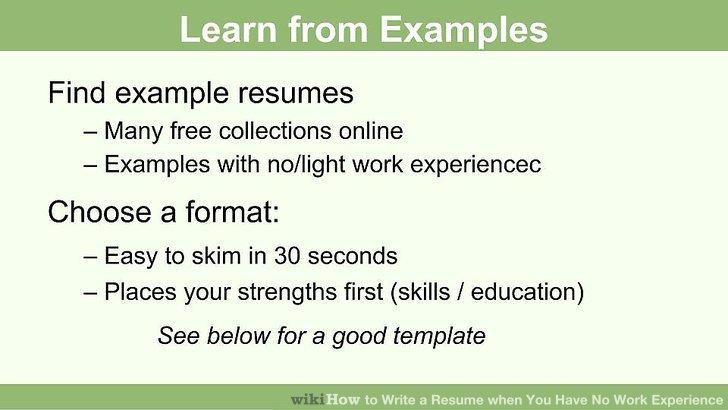 Learn from Examples
Find example resumes
– Many free collections online
– Examples with no/light work experiencec
Choose a format:
– Easy to skim in 30 seconds
– Places your strengths first (skills / education)
See below for a good template
wikiHow to Write a Resume when You Have No Work Experience